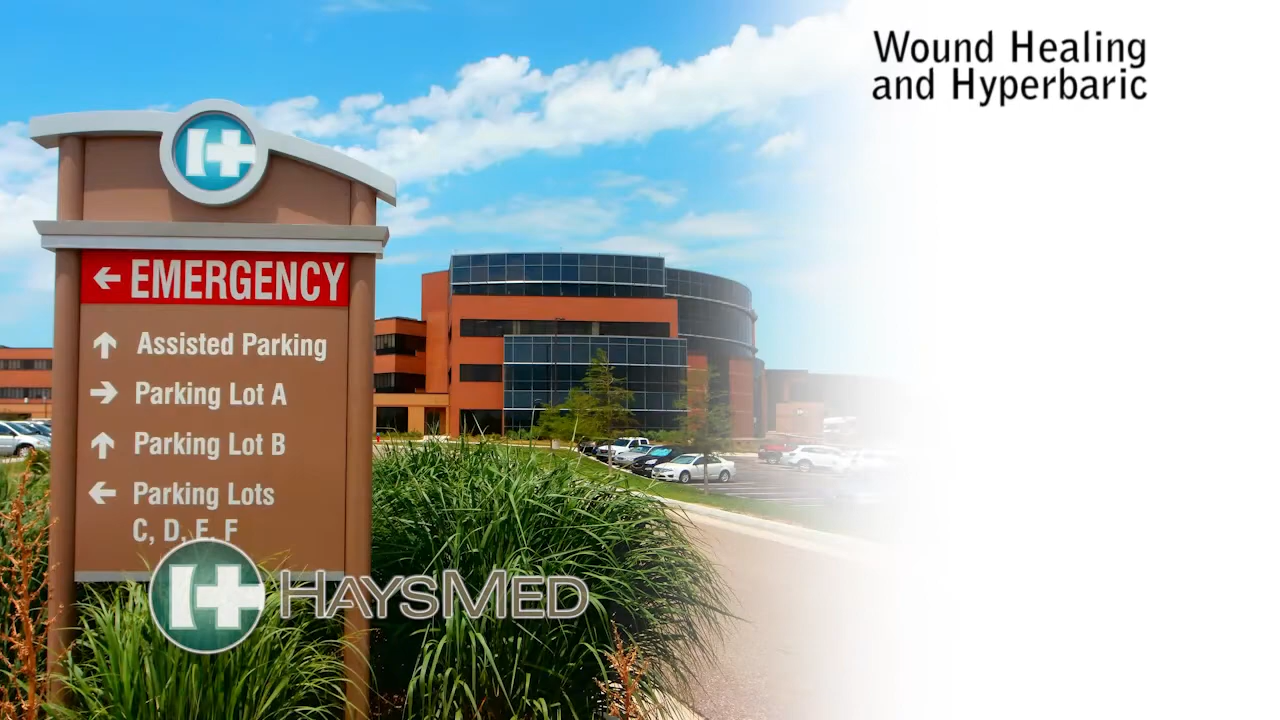 Wound Healing
and Hyperbaric
EMERGENCY
Assisted Parking
Parking Lot A
Parking Lot B
Parking Lots
C, D, E, F
HAYSMED